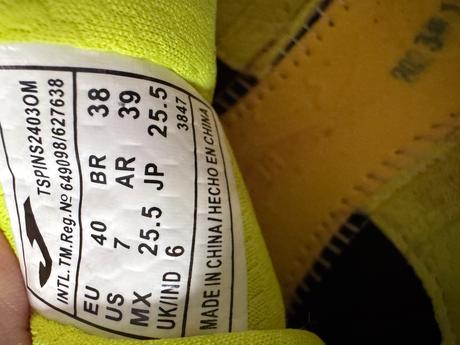 TSPINS2403OM
INTL. TM.Reg.Nº 649098/627638
EU 40 BR 38
US 7 AR 39
MX 25.5 JP 25.5
UK/IND 6 3847
MADE IN CHINA/HECHO EN CHINA